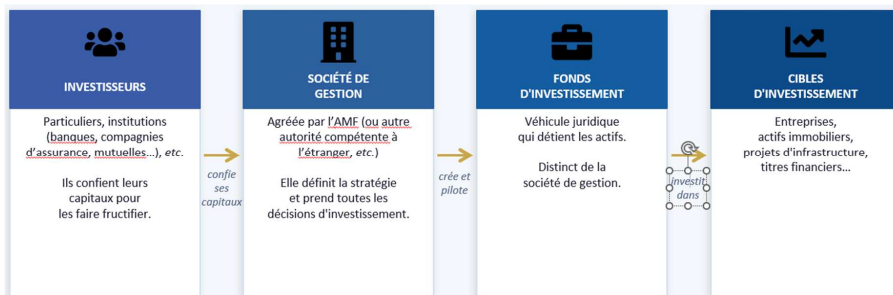 INVESTISSEURS
Particuliers, institutions
(banques, compagnies
d'assurance, mutuelles...), etc.
Ils confient leurs
capitaux pour
les faire fructifier.
confie
ses
capitaux
SOCIÉTÉ DE
GESTION
Agréée par l'AMF (ou autre
autorité compétente à
l'étranger, etc.)
Elle définit la stratégie
et prend toutes les
décisions d'investissement.
crée et
pilote
FONDS
D'INVESTISSEMENT
Véhicule juridique
qui détient les actifs.
Distinct de la
société de gestion.
investit
dans
CIBLES
D'INVESTISSEMENT
Entreprises,
actifs immobiliers,
projets d'infrastructure,
titres financiers...